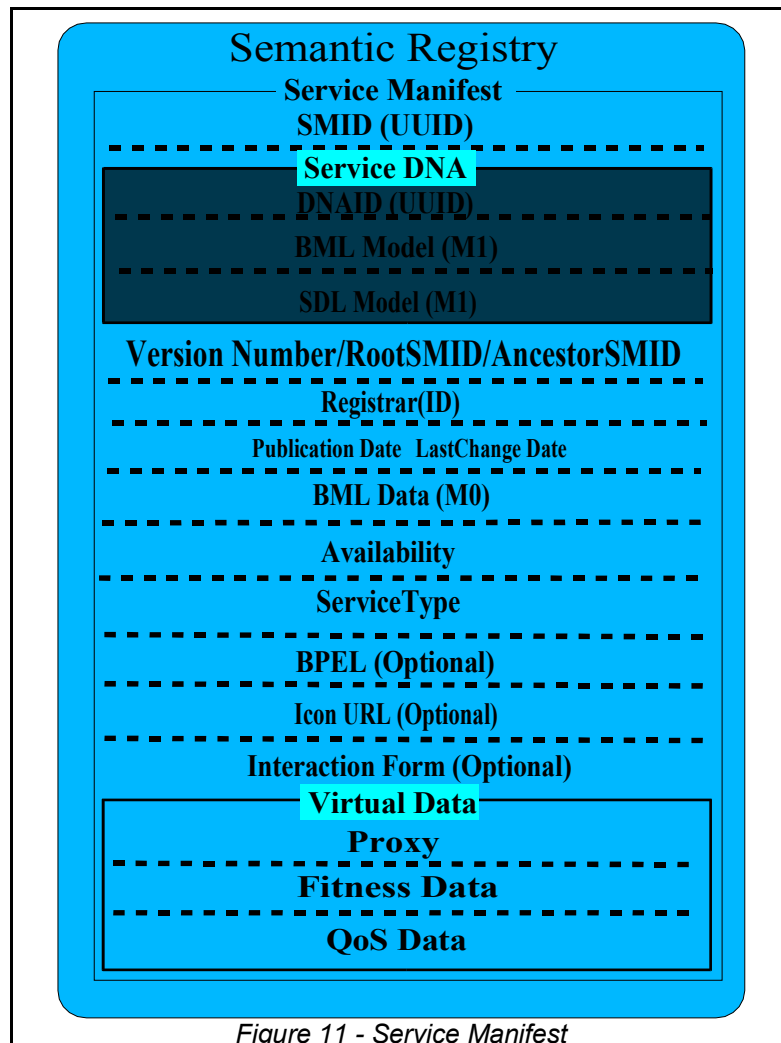 Semantic Registry
Service Manifest
SMID (UUID)
Service DNA
DNAID (UUID)
BML Model (M1)
SDL Model (M1)
Version Number/RootSMID/AncestorSMID
Registrar(ID)
Publication Date LastChange Date
BML Data (M0)
Availability
ServiceType
BPEL (Optional)
Icon URL (Optional)
Interaction Form (Optional)
Virtual Data
Proxy
Fitness Data
QoS Data
Figure 11 - Service Manifest